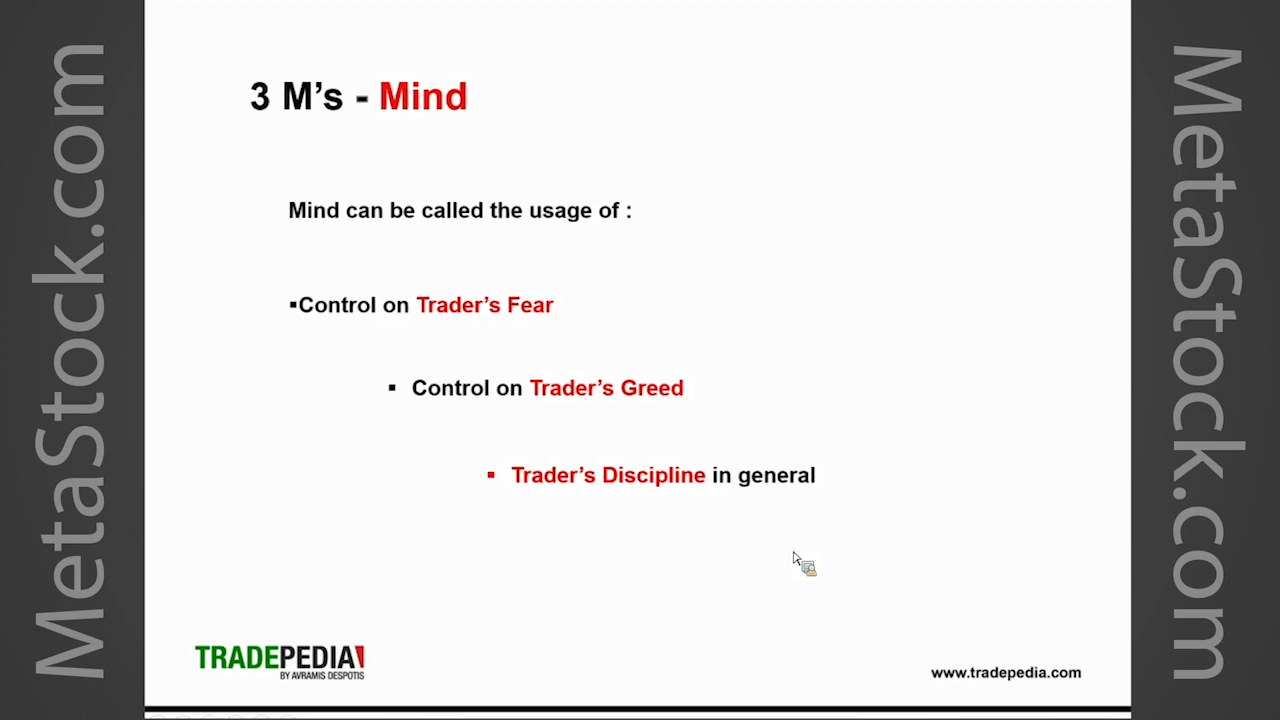 MetaStock.com
3 M’s - Mind
Mind can be called the usage of :
▪Control on Trader’s Fear
▪ Control on Trader’s Greed
▪ Trader’s Discipline in general
TRADEPEDIA
BY AVRAMIS DESPOTIS
www.tradepedia.com
MetaStock.com